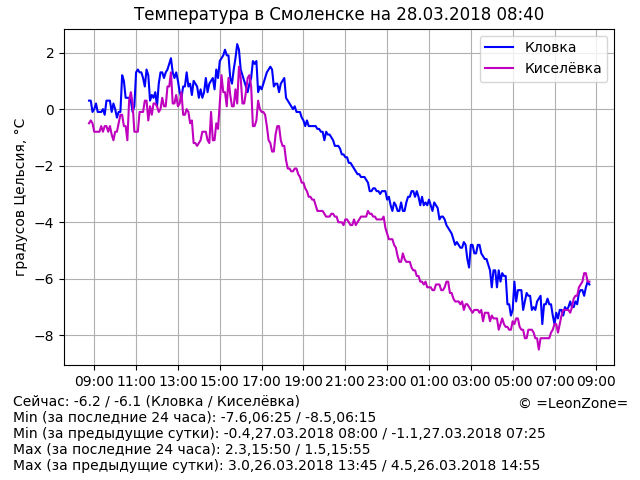 Температура в Смоленске на 28.03.2018 08:40
Кловка
Киселёвка
градусов Цельсия, °C
2
0
−2
−4
−6
−8
09:00 11:00 13:00 15:00 17:00 19:00 21:00 23:00 01:00 03:00 05:00 07:00 09:00
Сейчас: -6.2 / -6.1 (Кловка / Киселёвка)
© =LeonZone=
Min (за последние 24 часа): -7.6,06:25 / -8.5,06:15
Min (за предыдущие сутки): -0.4,27.03.2018 08:00 / -1.1,27.03.2018 07:25
Max (за последние 24 часа): 2.3,15:50 / 1.5,15:55
Max (за предыдущие сутки): 3.0,26.03.2018 13:45 / 4.5,26.03.2018 14:55